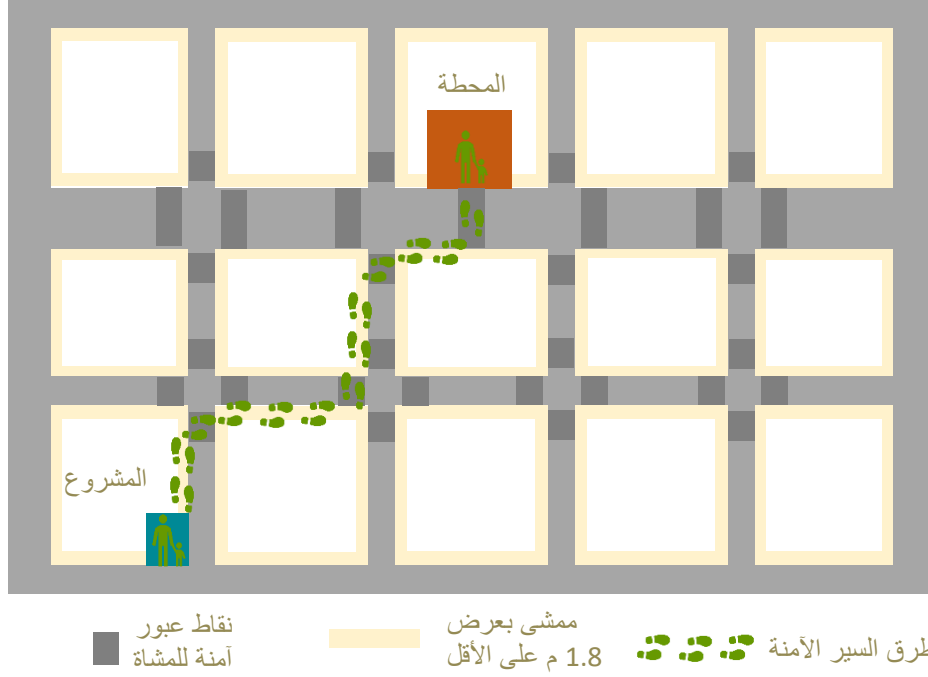 المحطة
المشروع
طرق السير الآمنة
ممشى بعرض
1.8 م على الأقل
نقاط عبور
آمنة للمشاة